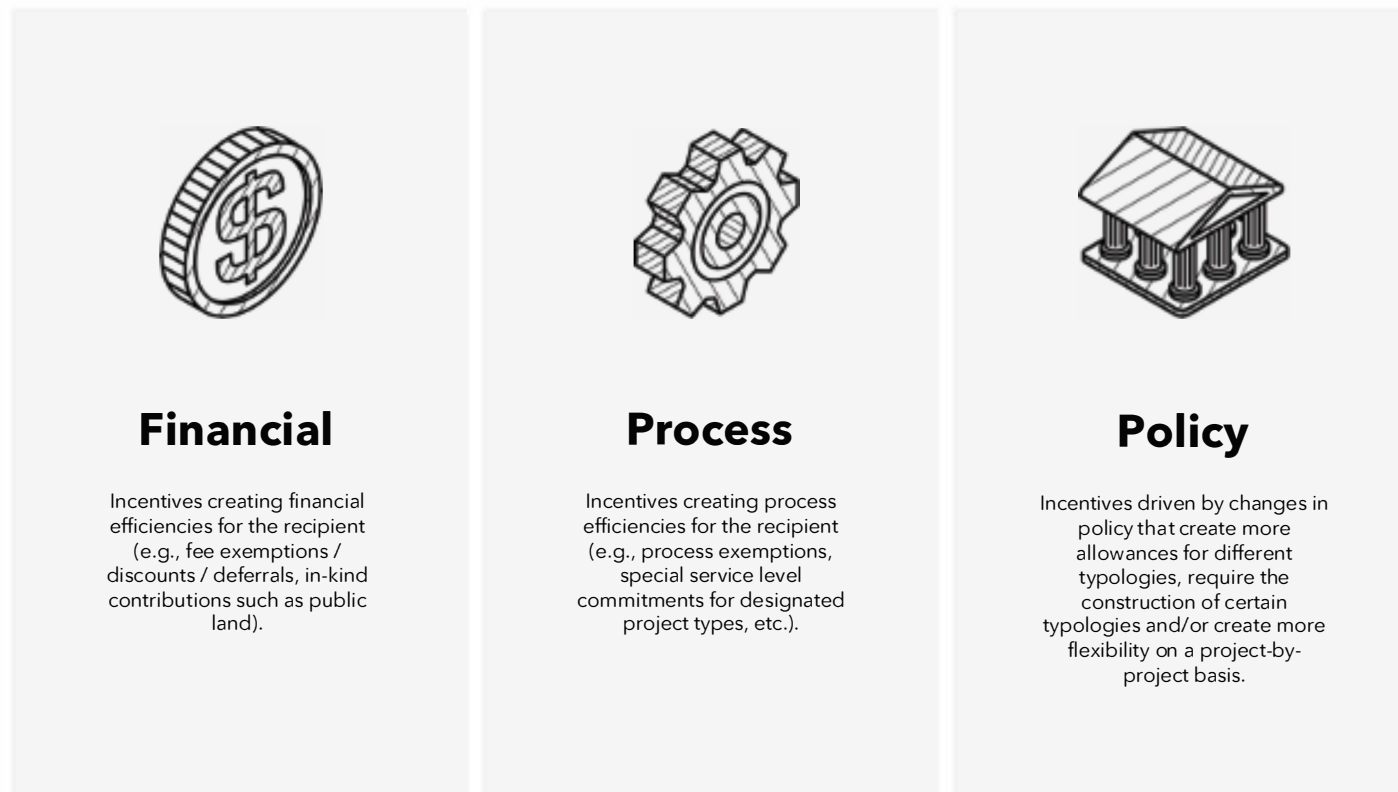 Financial
Incentives creating financial
efficiencies for the recipient
(e.g., fee exemptions /
discounts / deferrals, in-kind
contributions such as public
land).
Process
Incentives creating process
efficiencies for the recipient
(e.g., process exemptions,
special service level
commitments for designated
project types, etc.).
Policy
Incentives driven by changes in
policy that create more
allowances for different
typologies, require the
construction of certain
typologies and/or create more
flexibility on a project-by-
project basis.